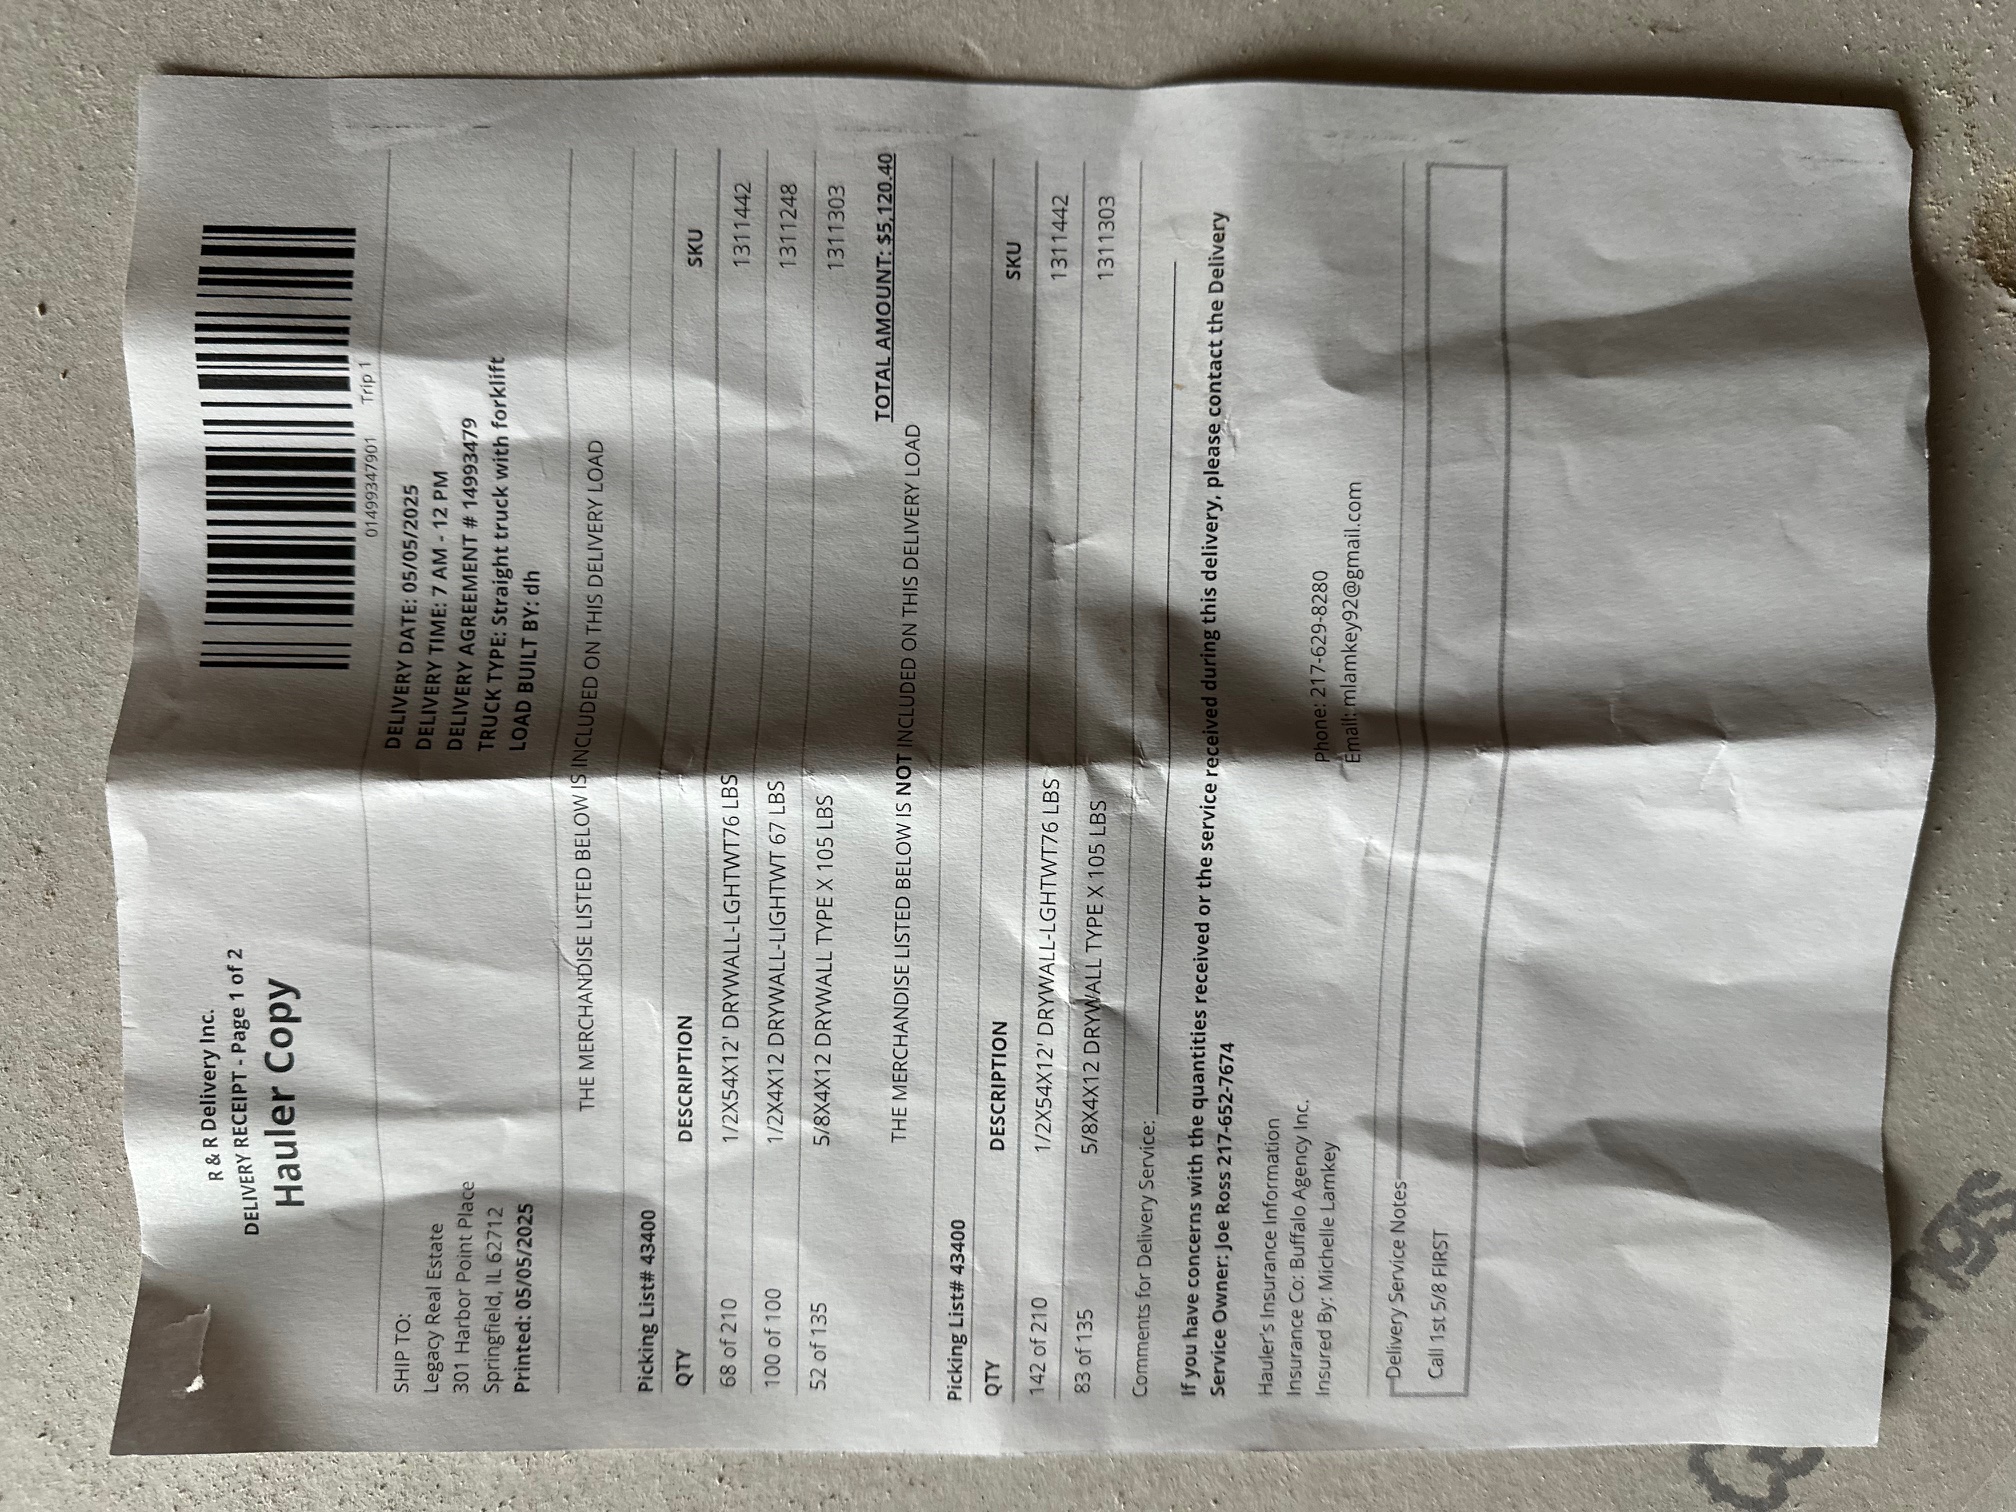 R & R Delivery Inc.
DELIVERY RECEIPT - Page 1 of 2
Hauler Copy
01499347901 Trip 1
SHIP TO:
Legacy Real Estate
301 Harbor Point Place
Springfield, IL 62712
Printed: 05/05/2025
DELIVERY DATE: 05/05/2025
DELIVERY TIME: 7 AM - 12 PM
DELIVERY AGREEMENT # 14993479
TRUCK TYPE: Straight truck with forklift
LOAD BUILT BY: dh
THE MERCHANDISE LISTED BELOW IS INCLUDED ON THIS DELIVERY LOAD
Picking List# 43400
QTY DESCRIPTION SKU
68 of 210 1/2X54X12' DRYWALL-LGHTWT76 LBS 1311442
100 of 100 1/2X4X12 DRYWALL-LIGHTWT 67 LBS 1311248
52 of 135 5/8X4X12 DRYWALL TYPE X 105 LBS 1311303
TOTAL AMOUNT: $5,120.40
THE MERCHANDISE LISTED BELOW IS NOT INCLUDED ON THIS DELIVERY LOAD
Picking List# 43400
QTY DESCRIPTION SKU
142 of 210 1/2X54X12' DRYWALL-LGHTWT76 LBS 1311442
83 of 135 5/8X4X12 DRYWALL TYPE X 105 LBS 1311303
Comments for Delivery Service:
If you have concerns with the quantities received or the service received during this delivery, please contact the Delivery
Service Owner: Joe Ross 217-652-7674
Hauler's Insurance Information
Insurance Co: Buffalo Agency Inc.
Insured By: Michelle Lamkey
Phone: 217-629-8280
Email: mlamkey92@gmail.com
Delivery Service Notes
Call 1st 5/8 FIRST